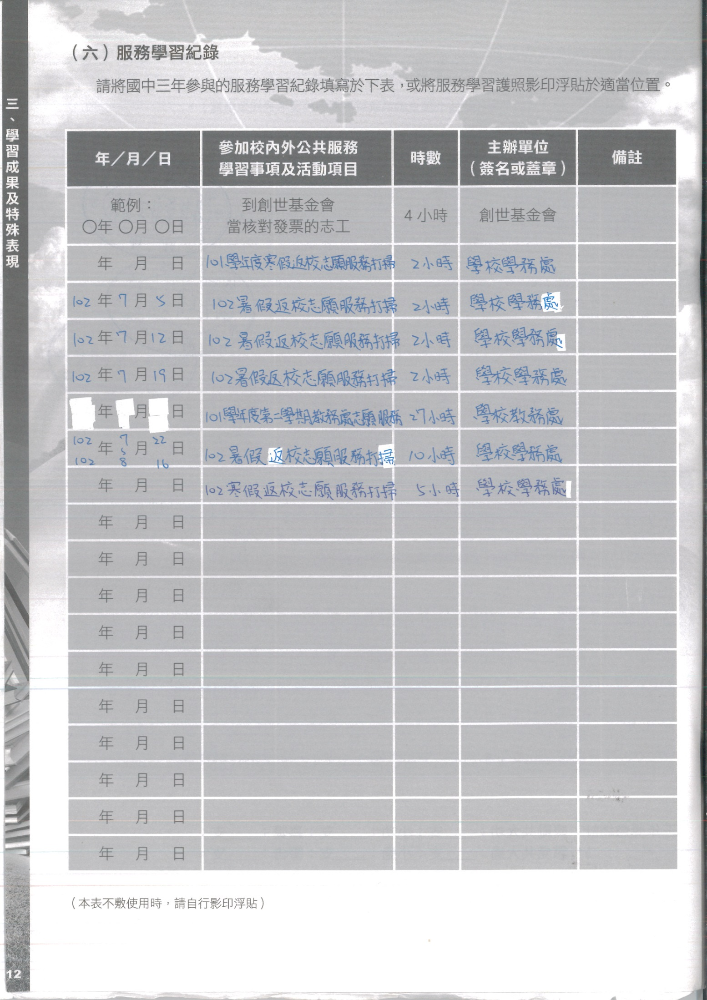 （六）服務學習紀錄
請將國中三年參與的服務學習紀錄填寫於下表，或將服務學習護照影印浮貼於適當位置。
三、學習成果及特殊表現
年／月／日 參加校內外公共服務學習事項及活動項目 時數 主辦單位（簽名或蓋章） 備註
範例：〇年 〇月 〇日 到創世基金會當核對發票的志工 4 小時 創世基金會
年 月 日 101學年度寒假返校志願服務打掃 2小時 學校學務處
102 年 7 月 5 日 102暑假返校志願服務打掃 2小時 學校學務處
102 年 7 月 12 日 102暑假返校志願服務打掃 2小時 學校學務處
102 年 7 月 19 日 102暑假返校志願服務打掃 2小時 學校學務處
年 月 日 101學年度第二學期教務處志願服務 27小時 學校教務處
102 7 22
年 月 日 102暑假返校志願服務打掃 10小時 學校學務處
102 8 16
年 月 日 102寒假返校志願服務打掃 5小時 學校學務處
年 月 日
年 月 日
年 月 日
年 月 日
年 月 日
年 月 日
年 月 日
年 月 日
年 月 日
年 月 日
（本表不敷使用時，請自行影印浮貼）
12